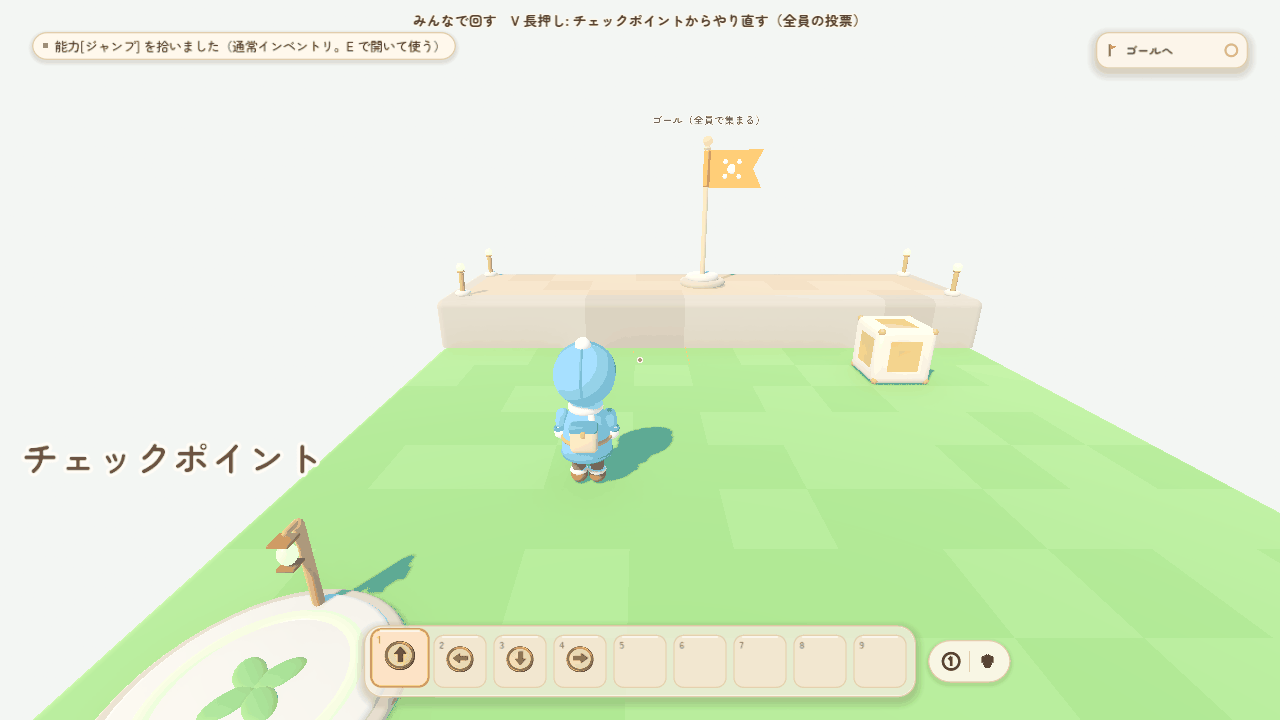 みんなで回す　V 長押し: チェックポイントからやり直す（全員の投票）
能力[ジャンプ] を拾いました（通常インベントリ。E で開いて使う）
ゴールへ
ゴール（全員で集まる）
チェックポイント
1 2 3 4 5 6 7 8 9
1